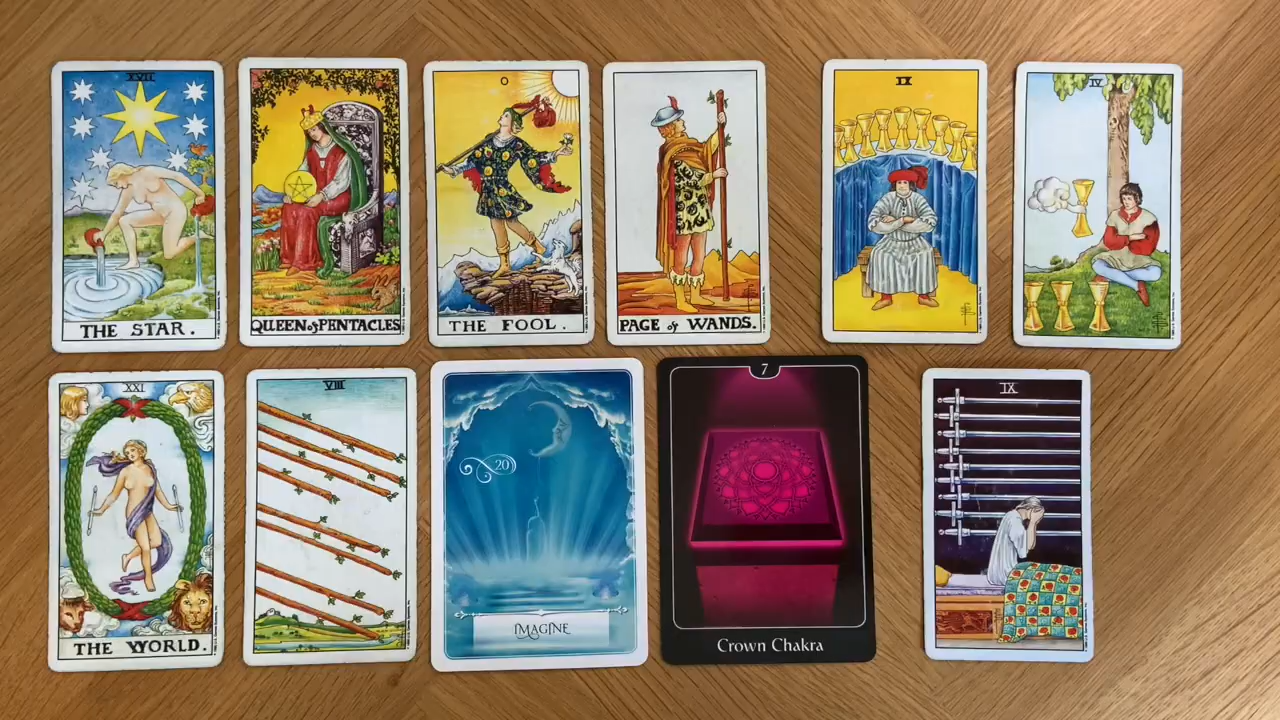 XVII
THE STAR.
QUEEN of PENTACLES
0
THE FOOL.
PAGE of WANDS.
IX
IV
XXI
THE WORLD.
VIII
20
IMAGINE
7
Crown Chakra
IX